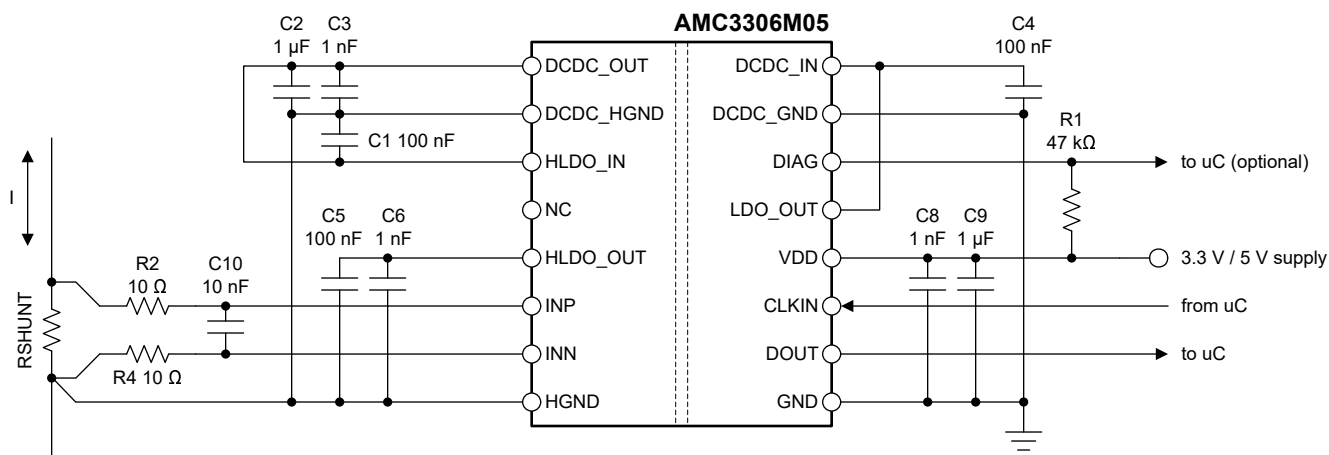 AMC3306M05
C2
1 µF
C3
1 nF
C4
100 nF
DCDC_OUT
DCDC_IN
DCDC_HGND
DCDC_GND
C1 100 nF
R1
47 kΩ
HLDO_IN
DIAG
to uC (optional)
I
NC
LDO_OUT
C5
100 nF
C6
1 nF
C8
1 nF
C9
1 µF
HLDO_OUT
VDD
3.3 V / 5 V supply
R2
10 Ω
C10
10 nF
INP
CLKIN
from uC
RSHUNT
INN
DOUT
to uC
R4 10 Ω
HGND
GND